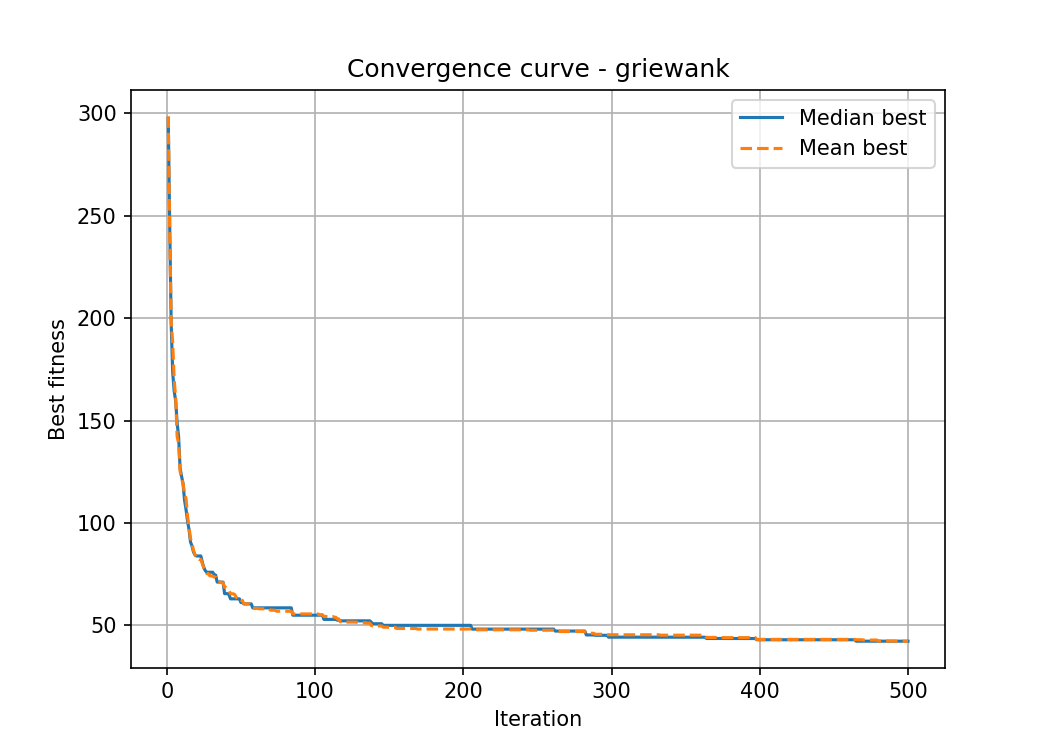 Convergence curve - griewank
Median best
Mean best
Best fitness
300
250
200
150
100
50
0 100 200 300 400 500
Iteration